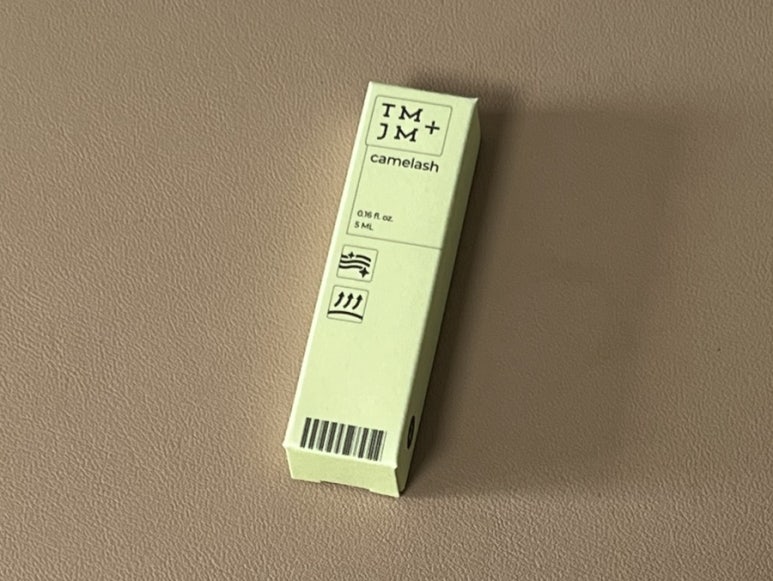 TM+
JM
camelash
0.16 fl. oz.
5 ML